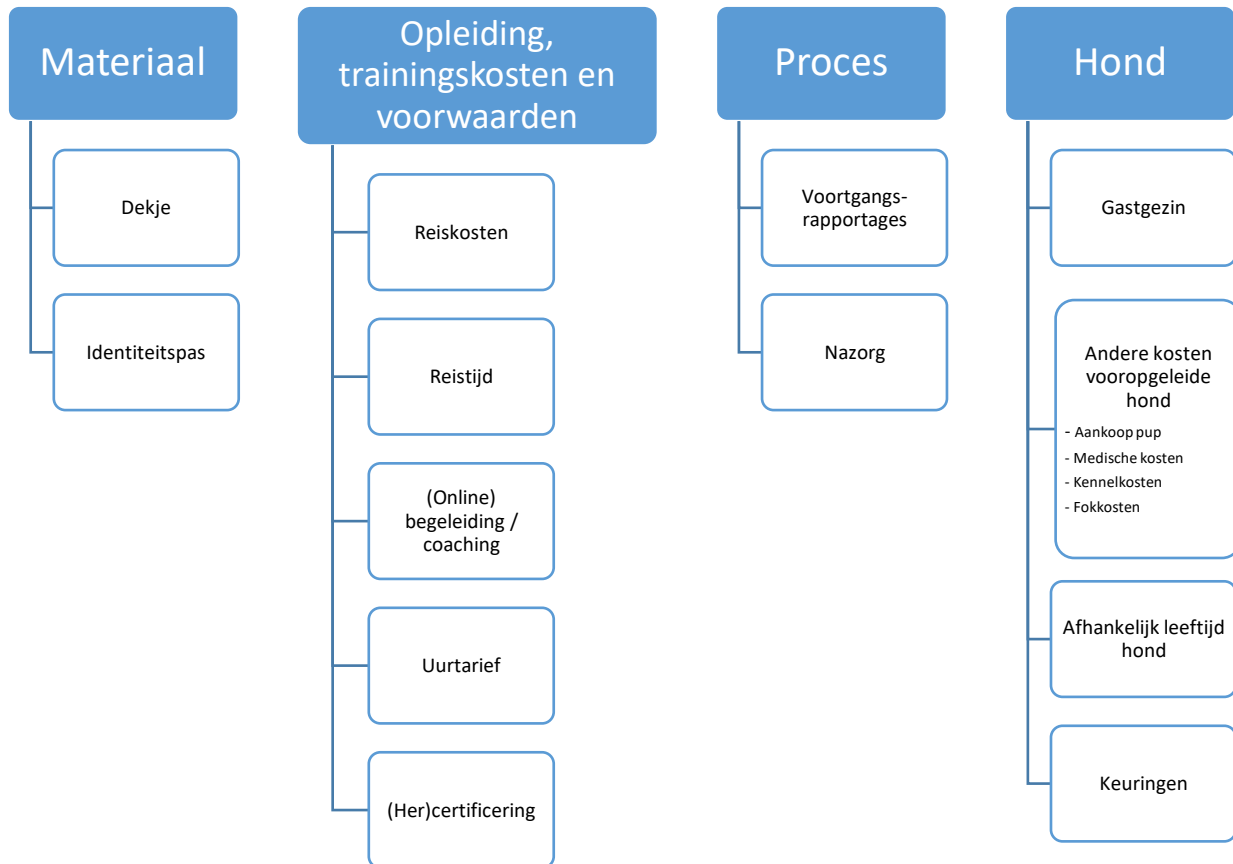 Materiaal
Dekje
Identiteitspas
Opleiding,
trainingskosten en
voorwaarden
Reiskosten
Reistijd
(Online)
begeleiding /
coaching
Uurtarief
(Her)certificering
Proces
Voortgangs-
rapportages
Nazorg
Hond
Gastgezin
Andere kosten
vooropgeleide
hond
- Aankoop pup
- Medische kosten
- Kennelkosten
- Fokkosten
Afhankelijk leeftijd
hond
Keuringen